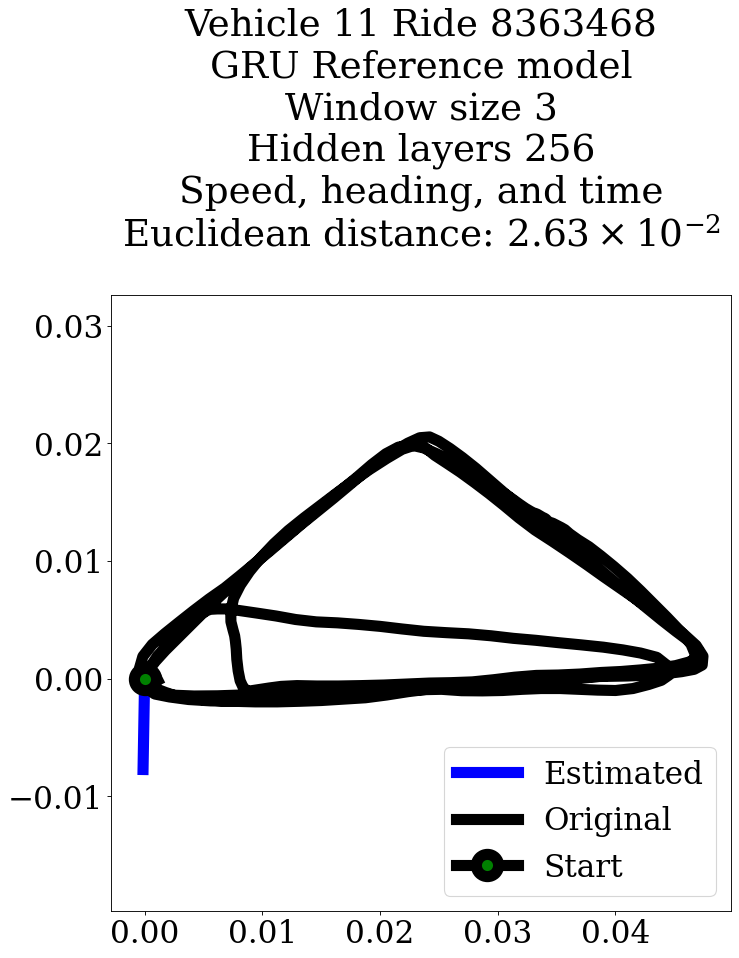 Vehicle 11 Ride 8363468
GRU Reference model
Window size 3
Hidden layers 256
Speed, heading, and time
Euclidean distance: 2.63 × 10⁻²
0.03
0.02
0.01
0.00
−0.01
Estimated
Original
Start
0.00 0.01 0.02 0.03 0.04